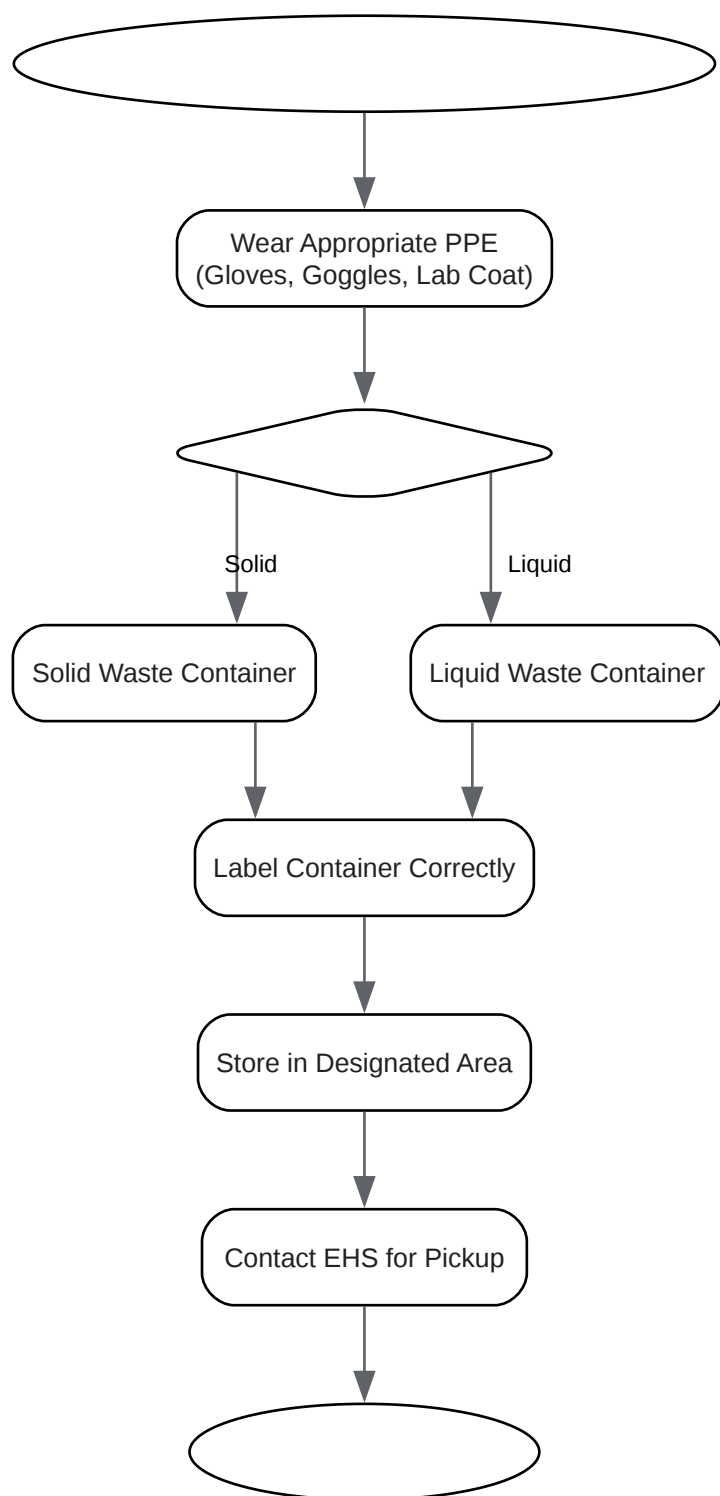 Wear Appropriate PPE
(Gloves, Goggles, Lab Coat)
Solid
Liquid
Solid Waste Container
Liquid Waste Container
Label Container Correctly
Store in Designated Area
Contact EHS for Pickup